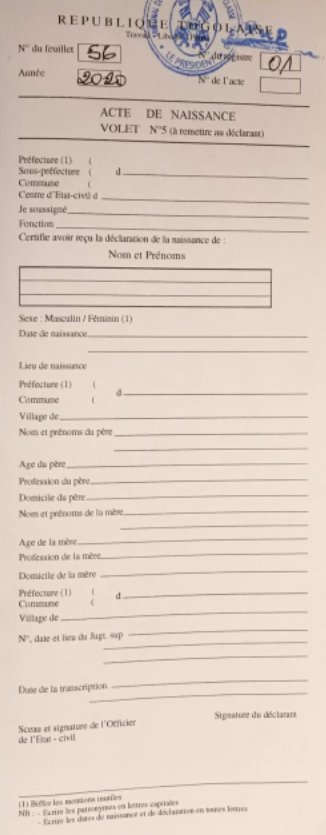 REPUBLIQUE TOGOLAISE
N° du feuillet 56
N° du registre 01
Année 2020
N° de l'acte
ACTE DE NAISSANCE
VOLET N°5 (à remettre au déclarant)
Préfecture (1) (
Sous-préfecture ( d
Commune (
Centre d'Etat-civil d
Je soussigné
Fonction
Certifie avoir reçu la déclaration de la naissance de :
Nom et Prénoms
Sexe : Masculin / Féminin (1)
Date de naissance
Lieu de naissance
Préfecture (1) (
d
Commune (
Village de
Nom et prénoms du père
Age du père
Profession du père
Domicile du père
Nom et prénoms de la mère
Age de la mère
Profession de la mère
Domicile de la mère
Préfecture (1) ( d
Commune (
Village de
N°, date et lieu du Jugt. sup
Date de la transcription
Signature du déclarant
Sceau et signature de l'Officier
de l'Etat - civil
(1) Biffer les mentions inutiles
NB : - Ecrire les patronymes en lettres capitales
- Ecrire les dates de naissance et de déclaration en toutes lettres